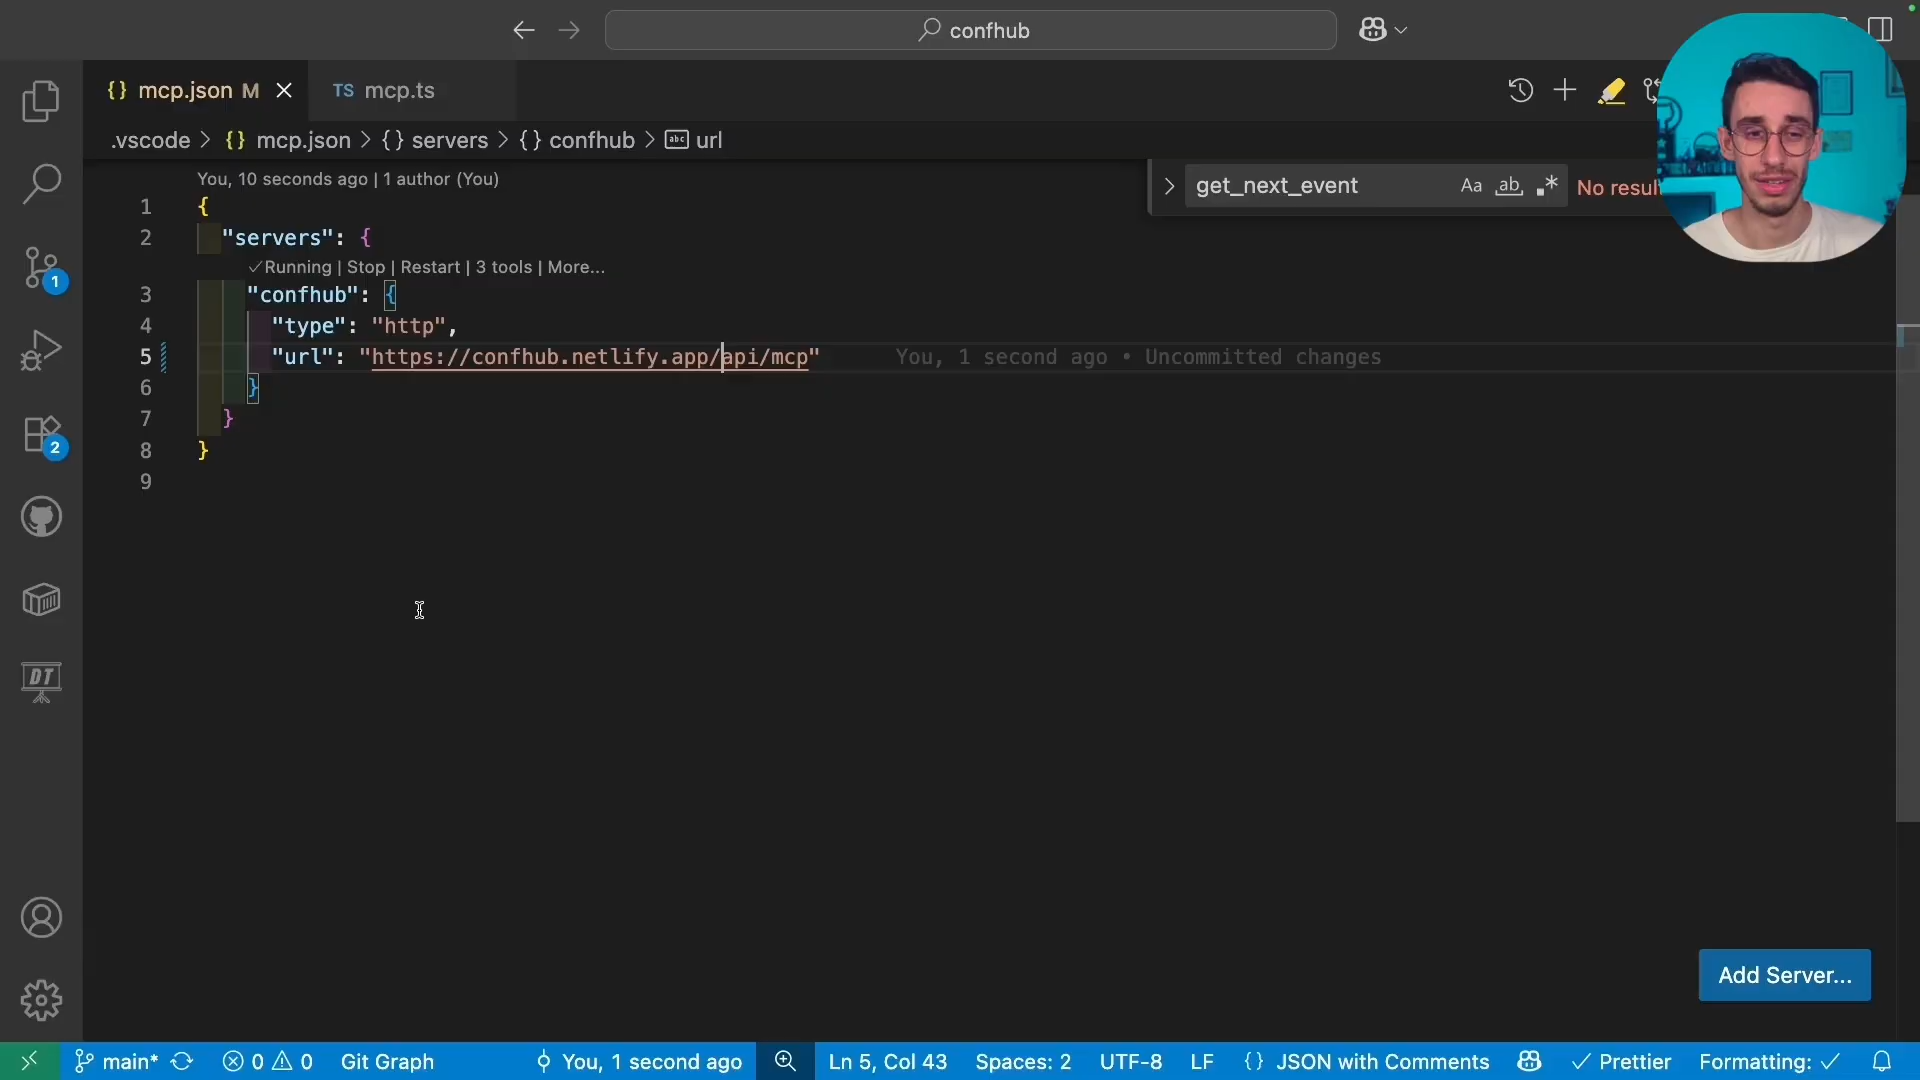 confhub
{} mcp.json M
TS mcp.ts
.vscode > {} mcp.json > {} servers > {} confhub > abc url
get_next_event Aa ab .*
You, 10 seconds ago | 1 author (You)
1 {
2 "servers": {
✓Running | Stop | Restart | 3 tools | More...
3 "confhub": {
4 "type": "http",
5 "url": "https://confhub.netlify.app/api/mcp" You, 1 second ago • Uncommitted changes
6 }
7 }
8 }
9
1
2
DT
Add Server...
main* 0 0 Git Graph You, 1 second ago Ln 5, Col 43 Spaces: 2 UTF-8 LF {} JSON with Comments ✓ Prettier Formatting: ✓